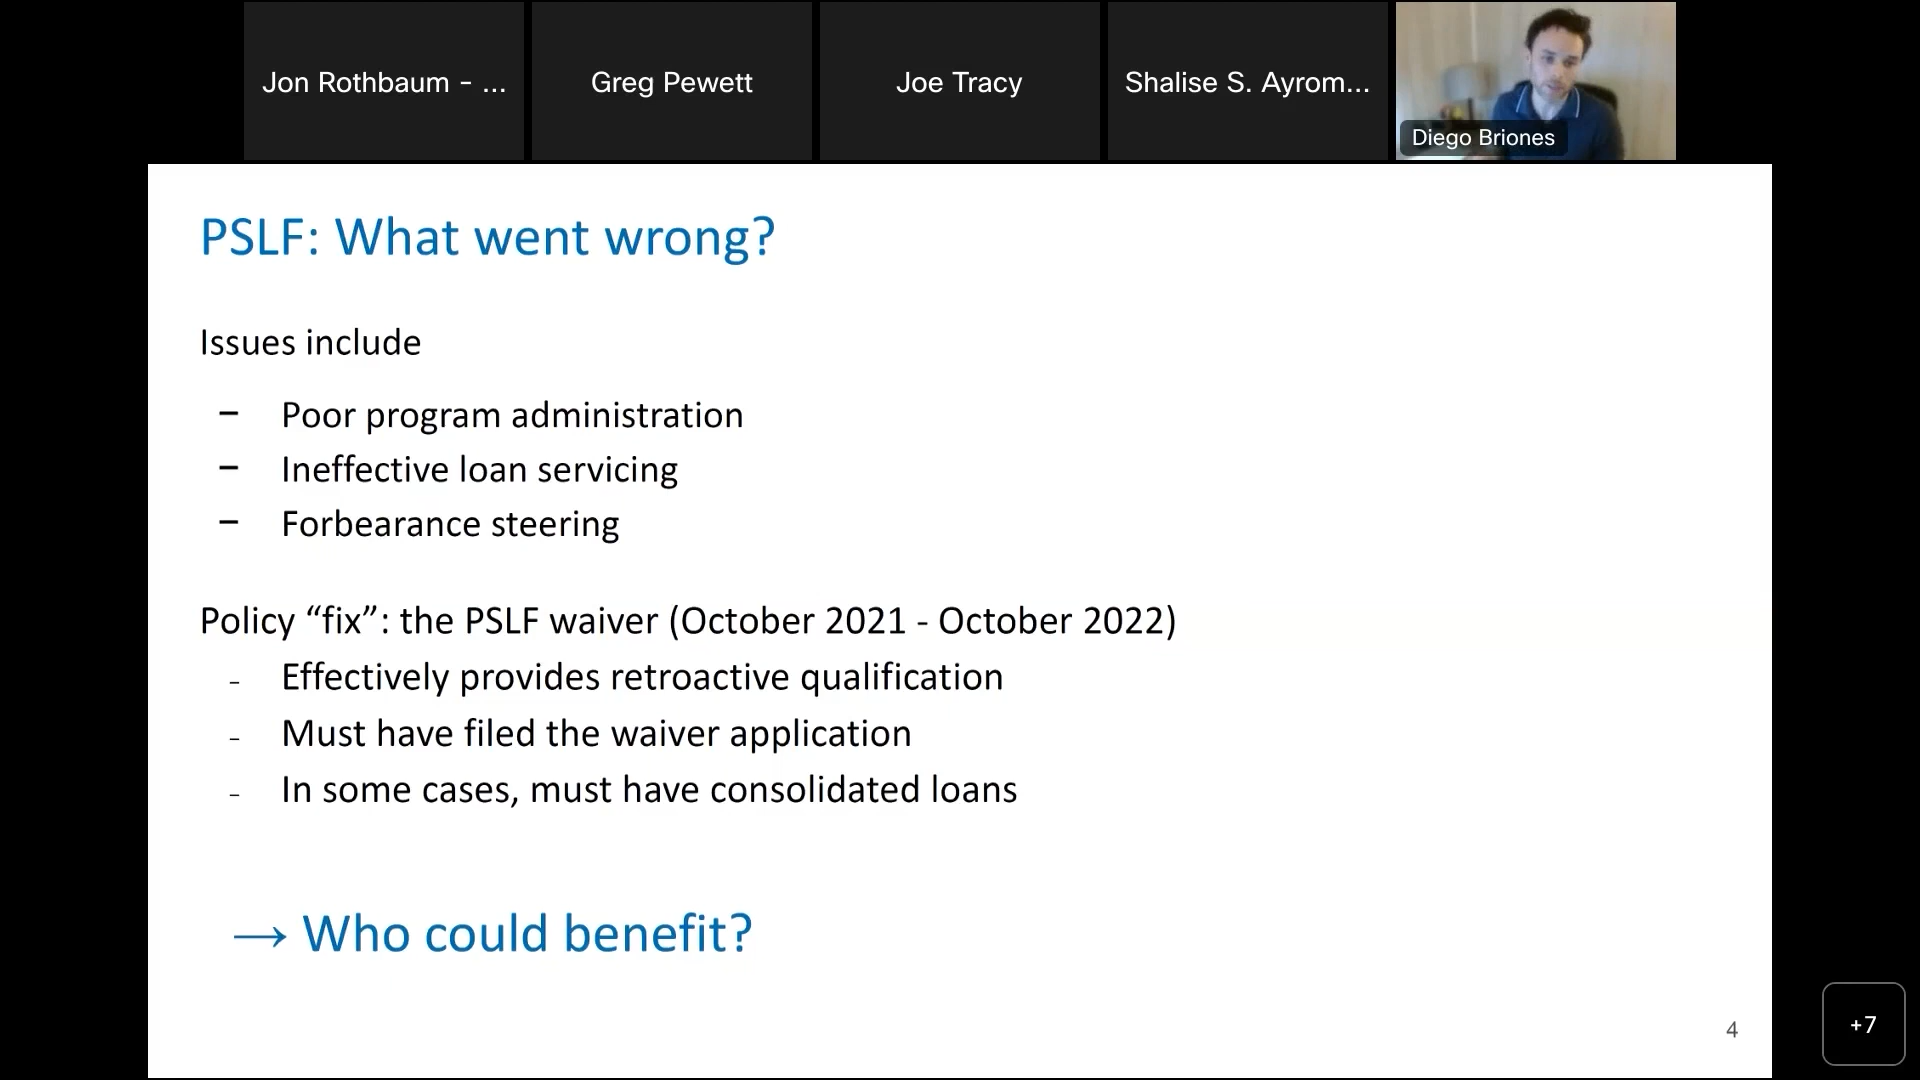 Jon Rothbaum - ...
Greg Pewett
Joe Tracy
Shalise S. Ayrom...
Diego Briones
PSLF: What went wrong?
Issues include
– Poor program administration
– Ineffective loan servicing
– Forbearance steering
Policy “fix”: the PSLF waiver (October 2021 - October 2022)
- Effectively provides retroactive qualification
- Must have filed the waiver application
- In some cases, must have consolidated loans
→ Who could benefit?
4
+7